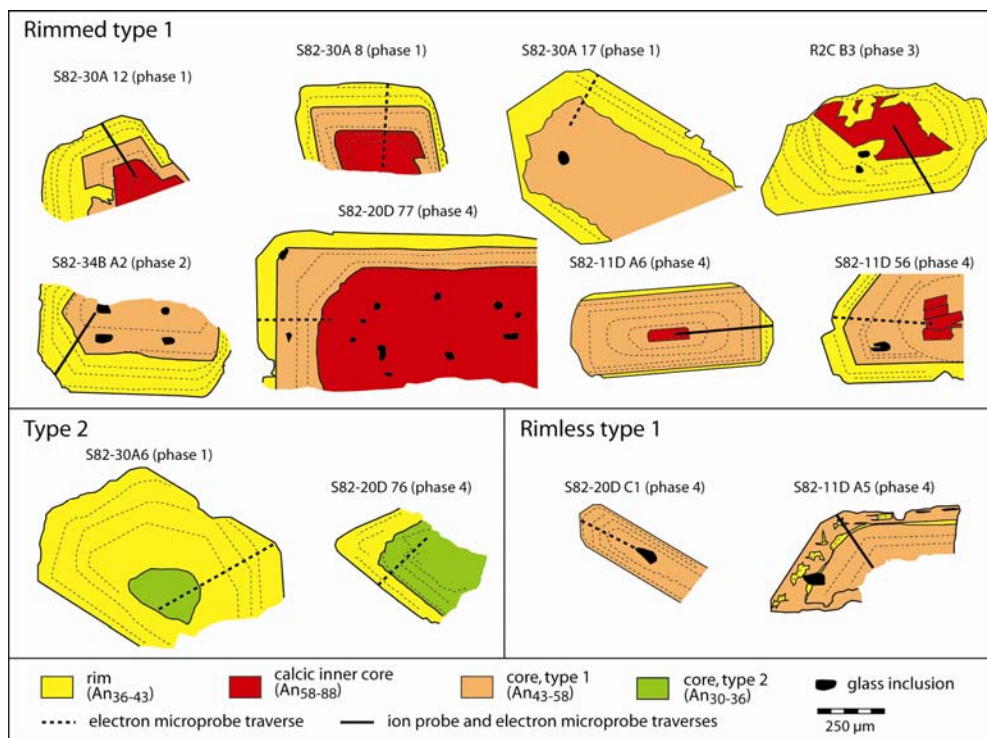 Rimmed type 1
S82-30A 12 (phase 1)
S82-30A 8 (phase 1)
S82-30A 17 (phase 1)
R2C B3 (phase 3)
S82-34B A2 (phase 2)
S82-20D 77 (phase 4)
S82-11D A6 (phase 4)
S82-11D 56 (phase 4)
Type 2
S82-30A6 (phase 1)
S82-20D 76 (phase 4)
Rimless type 1
S82-20D C1 (phase 4)
S82-11D A5 (phase 4)
rim
(An36-43)
calcic inner core
(An58-88)
core, type 1
(An43-58)
core, type 2
(An30-36)
glass inclusion
electron microprobe traverse
ion probe and electron microprobe traverses
250 µm